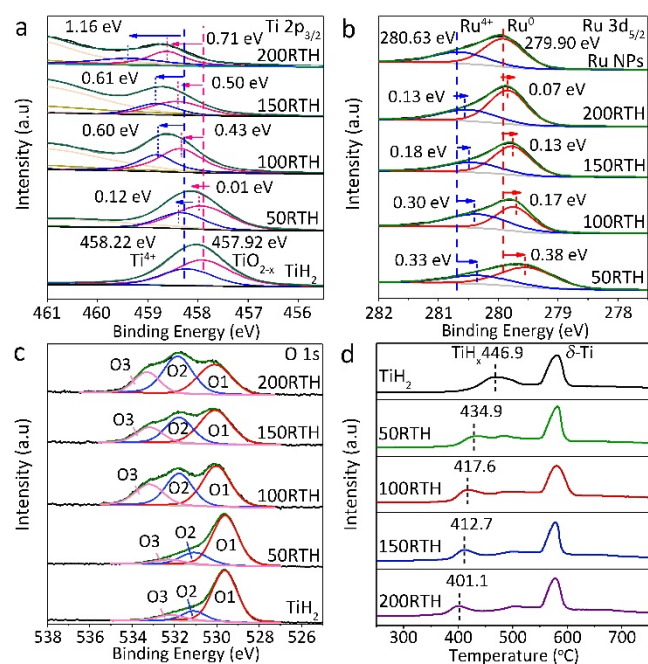 a
Ti 2p3/2
1.16 eV
0.71 eV
200RTH
0.61 eV
0.50 eV
150RTH
0.60 eV
0.43 eV
100RTH
0.12 eV
0.01 eV
50RTH
458.22 eV
457.92 eV
Ti4+
TiO2-x
TiH2
Intensity (a.u)
461 460 459 458 457 456
Binding Energy (eV)
b
Ru4+
Ru0
Ru 3d5/2
280.63 eV
279.90 eV
Ru NPs
0.13 eV
0.07 eV
200RTH
0.18 eV
0.13 eV
150RTH
0.30 eV
0.17 eV
100RTH
0.33 eV
0.38 eV
50RTH
Intensity (a.u)
282 281 280 279 278
Binding Energy (eV)
c
O 1s
O3
O2
O1
200RTH
O3
O2
O1
150RTH
O3
O2
O1
100RTH
O3
O2
O1
50RTH
O3
O2
O1
TiH2
Intensity (a.u)
538 536 534 532 530 528 526
Binding Energy (eV)
d
TiHx
446.9
δ-Ti
TiH2
434.9
50RTH
417.6
100RTH
412.7
150RTH
401.1
200RTH
Intensity (a.u)
300 400 500 600 700
Temperature (℃)